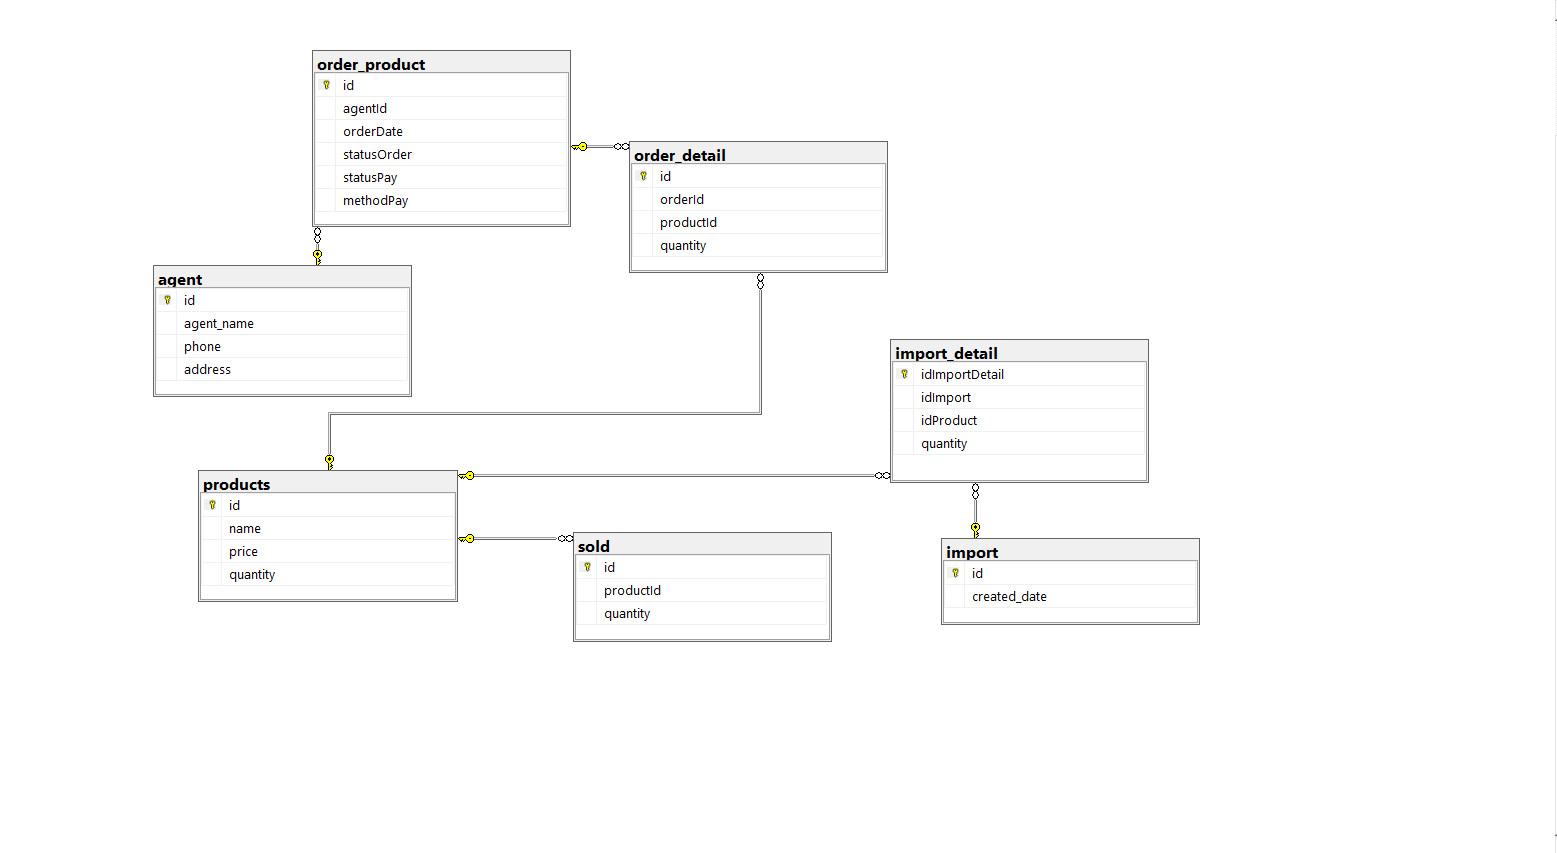 order_product
id
agentId
orderDate
statusOrder
statusPay
methodPay
order_detail
id
orderId
productId
quantity
agent
id
agent_name
phone
address
import_detail
idImportDetail
idImport
idProduct
quantity
products
id
name
price
quantity
sold
id
productId
quantity
import
id
created_date